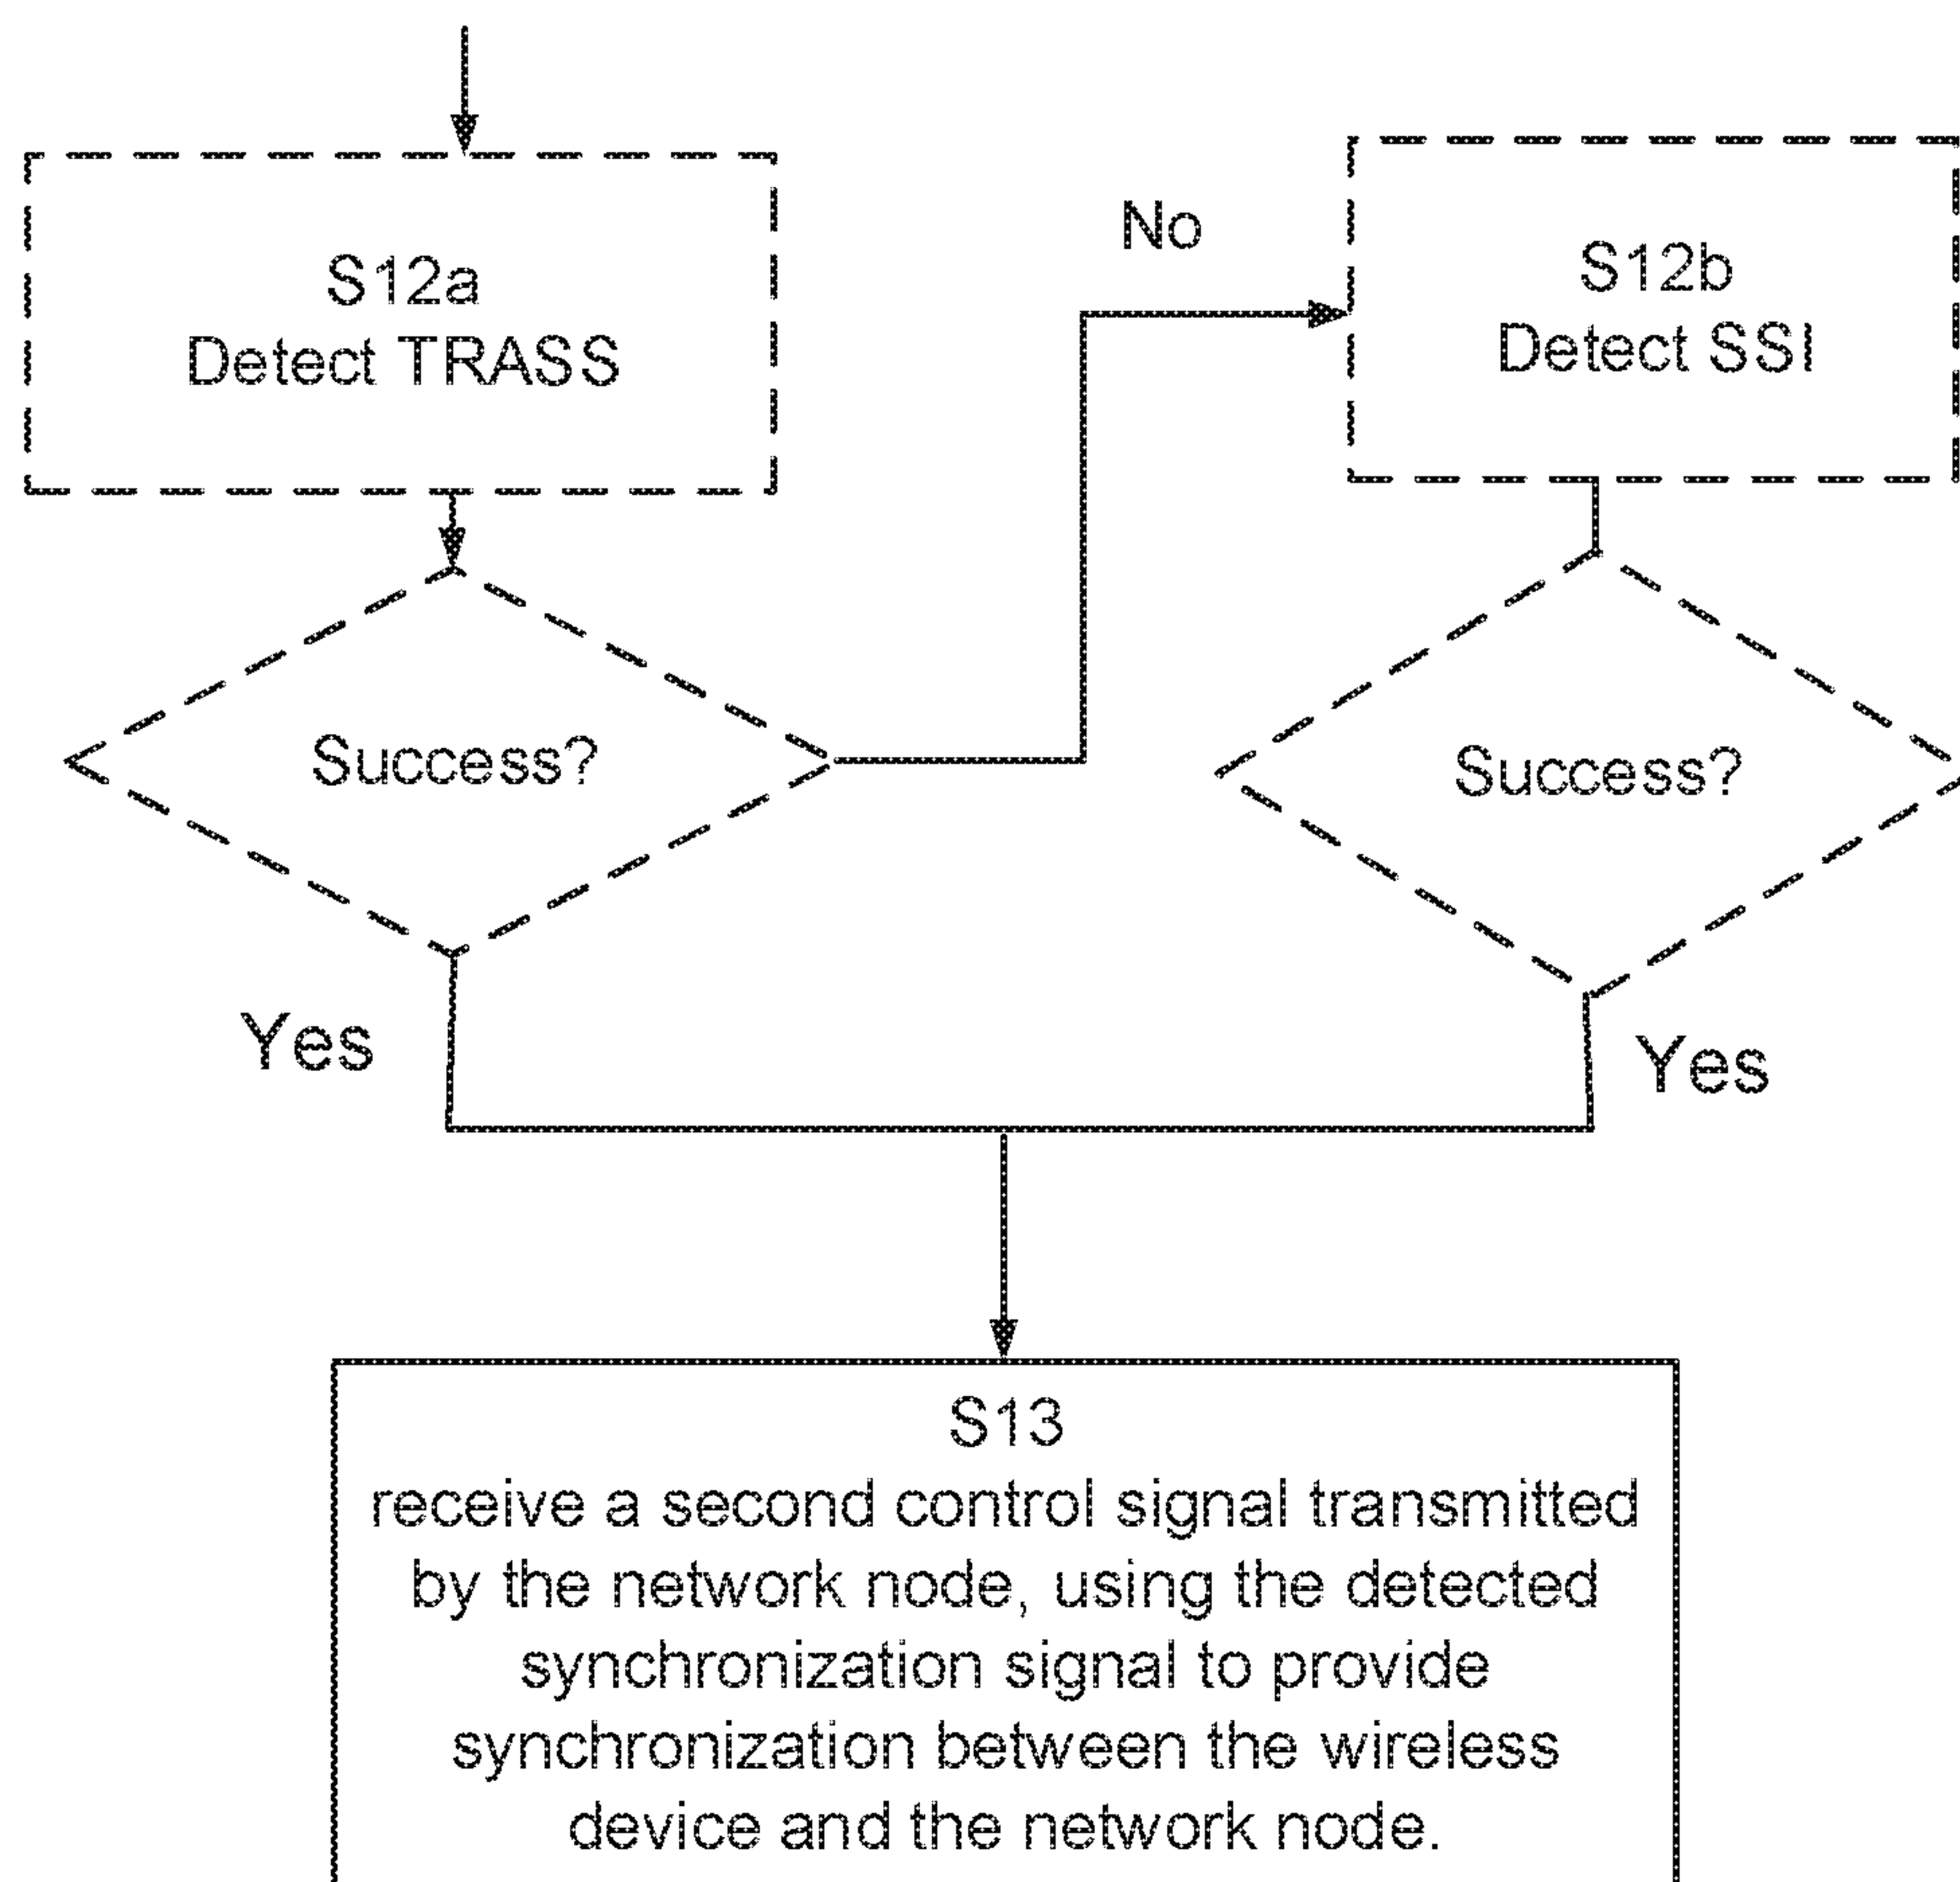 S12a
Detect TRASS
No
S12b
Detect SSI
Success?
Success?
Yes
Yes
S13
receive a second control signal transmitted
by the network node, using the detected
synchronization signal to provide
synchronization between the wireless
device and the network node.